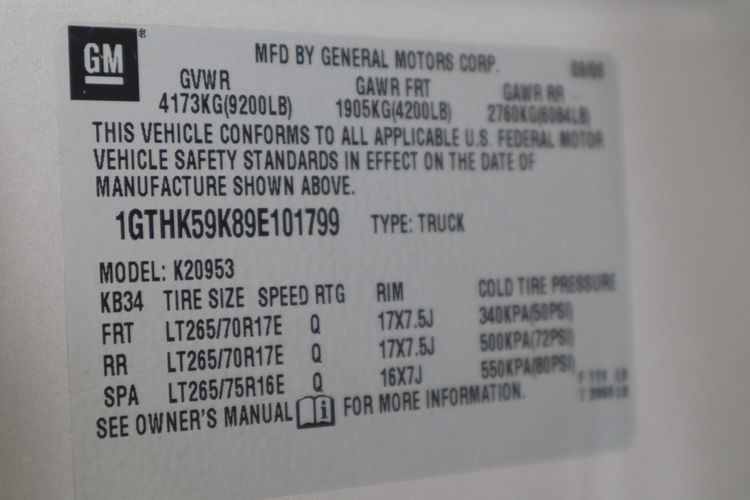 GM
MFD BY GENERAL MOTORS CORP.
GVWR GAWR FRT GAWR RR
4173KG(9200LB) 1905KG(4200LB) 2760KG(6084LB)
THIS VEHICLE CONFORMS TO ALL APPLICABLE U.S. FEDERAL MOTOR
VEHICLE SAFETY STANDARDS IN EFFECT ON THE DATE OF
MANUFACTURE SHOWN ABOVE.
1GTHK59K89E101799 TYPE: TRUCK
MODEL: K20953
KB34 TIRE SIZE SPEED RTG RIM COLD TIRE PRESSURE
FRT LT265/70R17E Q 17X7.5J 340KPA(50PSI)
RR LT265/70R17E Q 17X7.5J 500KPA(72PSI)
SPA LT265/75R16E Q 16X7J 550KPA(80PSI)
SEE OWNER'S MANUAL FOR MORE INFORMATION.